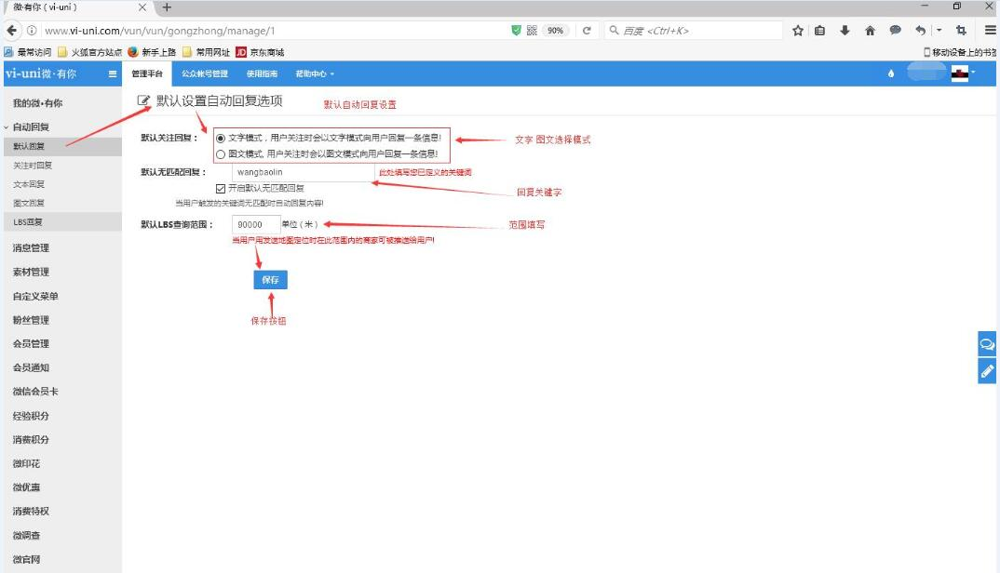 微·有你 ( vi-uni )
www.vi-uni.com/vun/vun/gongzhong/manage/1
90%
百度 <Ctrl+K>
最常访问
火狐官方站点
新手上路
常用网址
JD 京东商城
移动设备上的书签
vi-uni微·有你
管理平台
公众帐号管理
使用指南
帮助中心
我的微·有你
自动回复
默认回复
关注时回复
文本回复
图文回复
LBS回复
消息管理
素材管理
自定义菜单
粉丝管理
会员管理
会员通知
微信会员卡
经验积分
消费积分
微印花
微优惠
消费特权
微调查
微官网
默认设置自动回复选项
默认自动回复设置
默认关注回复：
文字模式，用户关注时会以文字模式向用户回复一条信息!
图文模式, 用户关注时会以图文模式向用户回复一条信息!
文字 图文选择模式
默认无匹配回复：
wangbaolin
此处填写您已定义的关键词
开启默认无匹配回复
回复关键字
当用户触发的关键词无匹配时自动回复内容!
默认LBS查询范围：
90000
单位 ( 米 )
范围填写
当用户用发送地图定位时在此范围内的商家可被推送给用户!
保存
保存按钮